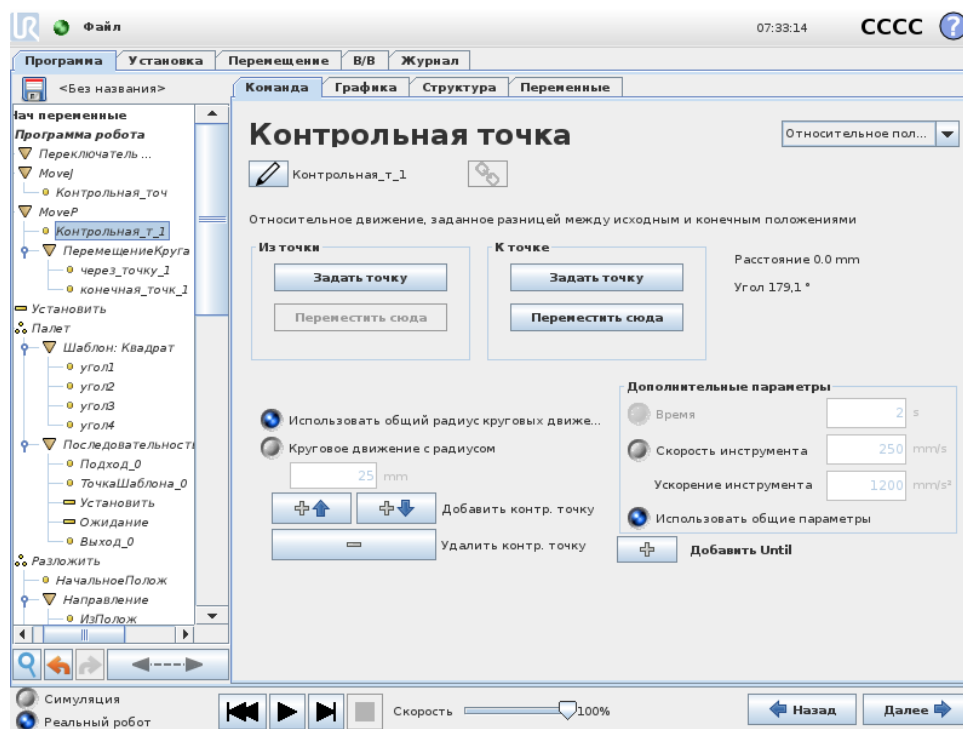 UR Файл 07:33:14 CCCC ?
Программа Установка Перемещение В/В Журнал
<Без названия>
Команда Графика Структура Переменные
Нач переменные
Программа робота
Переключатель ...
MoveJ
Контрольная_точ
MoveP
Контрольная_т_1
ПеремещениеКруга
через_точку_1
конечная_точк_1
Установить
Палет
Шаблон: Квадрат
угол1
угол2
угол3
угол4
Последовательност
Подход_0
ТочкаШаблона_0
Установить
Ожидание
Выход_0
Разложить
НачальноеПолож
Направление
ИзПолож
Контрольная точка
Относительное пол...
Контрольная_т_1
Относительное движение, заданное разницей между исходным и конечным положениями
Из точки
Задать точку
Переместить сюда
К точке
Задать точку
Переместить сюда
Расстояние 0.0 mm
Угол 179,1 °
Использовать общий радиус круговых движе...
Круговое движение с радиусом
25 mm
Добавить контр. точку
Удалить контр. точку
Дополнительные параметры
Время 2 s
Скорость инструмента 250 mm/s
Ускорение инструмента 1200 mm/s²
Использовать общие параметры
Добавить Until
Симуляция
Реальный робот
Скорость 100%
Назад
Далее